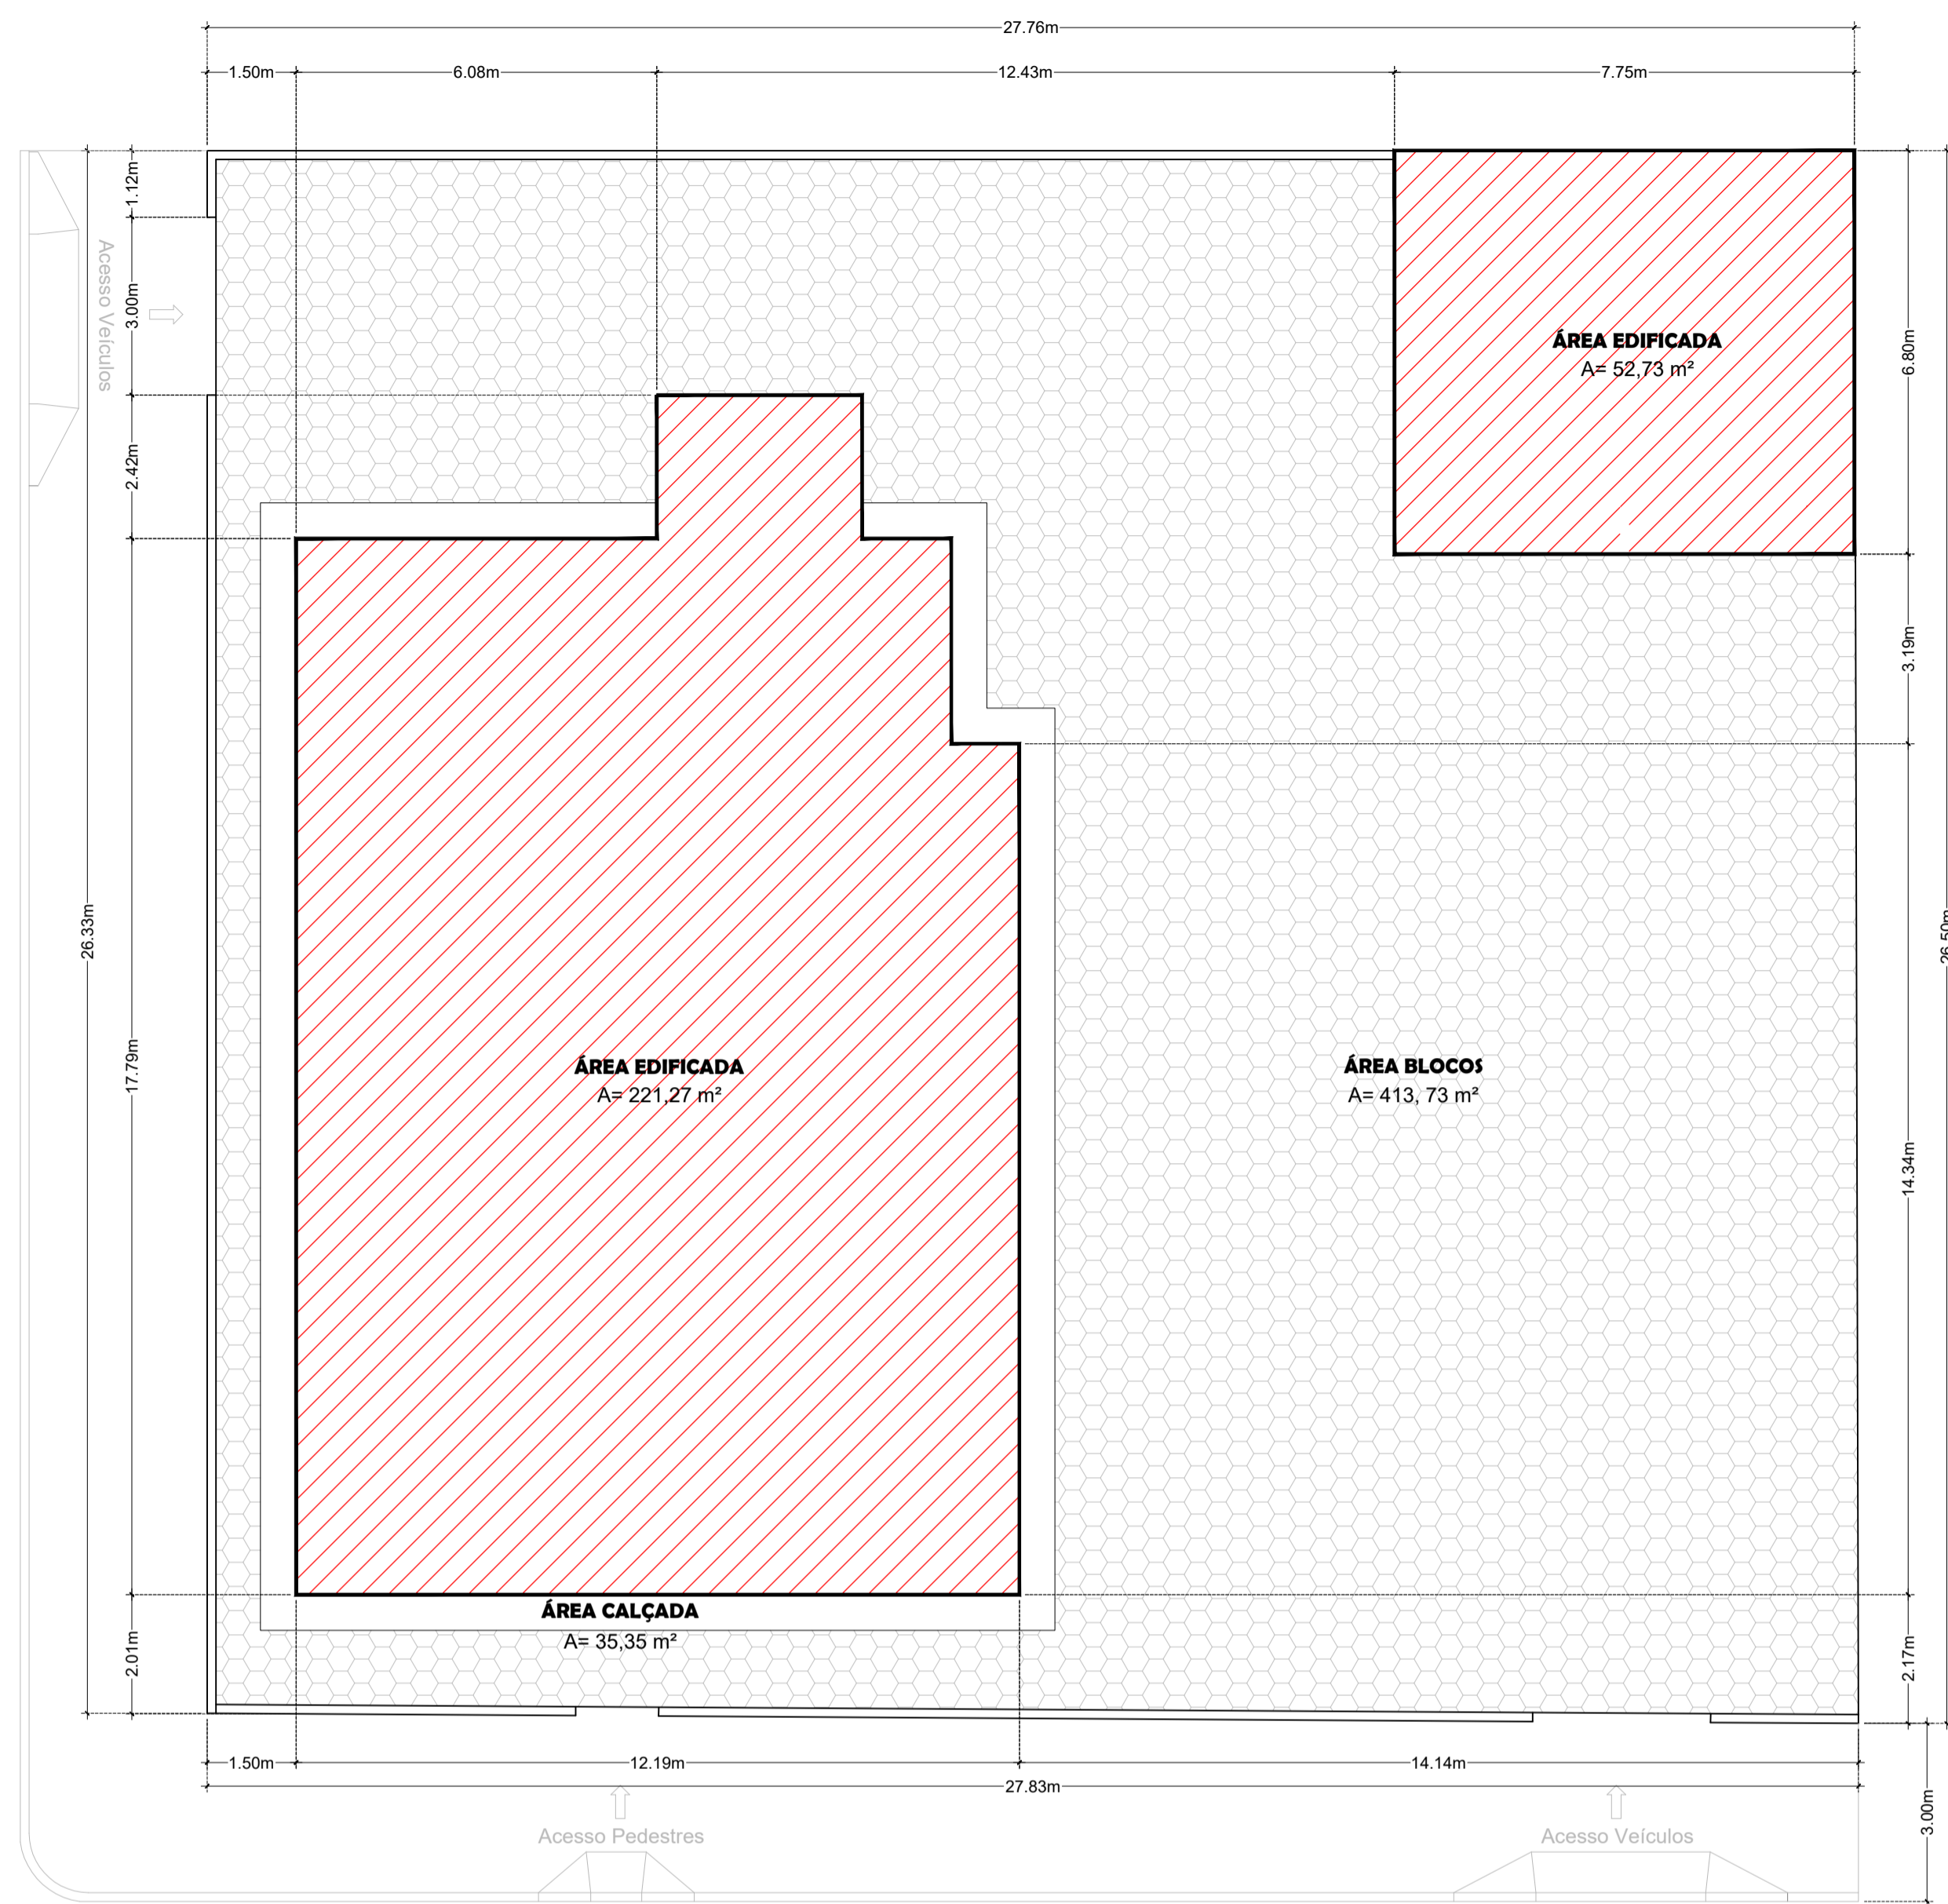 27.76m
1.50m
6.08m
12.43m
7.75m
1.12m
3.00m
Acesso Veículos
2.42m
17.79m
26.33m
2.01m
ÁREA EDIFICADA
A= 52,73 m²
6.80m
3.19m
26.50m
14.34m
2.17m
ÁREA EDIFICADA
A= 221,27 m²
ÁREA BLOCOS
A= 413, 73 m²
ÁREA CALÇADA
A= 35,35 m²
1.50m
12.19m
14.14m
27.83m
3.00m
Acesso Pedestres
Acesso Veículos